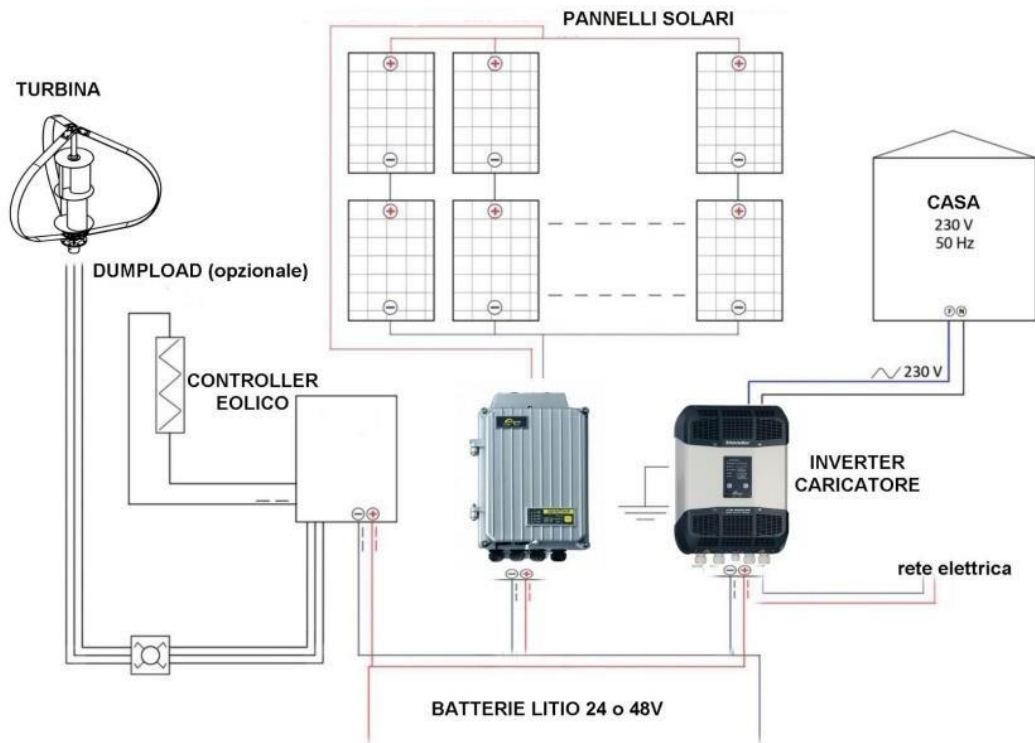 PANNELLI SOLARI
TURBINA
DUMPLOAD (opzionale)
CASA
230 V
50 Hz
F N
230 V
CONTROLLER
EOLICO
INVERTER
CARICATORE
rete elettrica
BATTERIE LITIO 24 o 48V